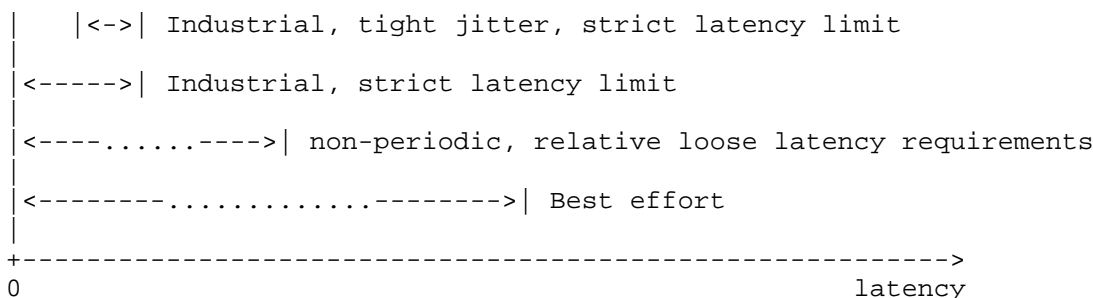 |   |<->| Industrial, tight jitter, strict latency limit
|
|<----->| Industrial, strict latency limit
|
|<----......---->| non-periodic, relative loose latency requirements
|
|<--------.............-------->| Best effort
|
+---------------------------------------------------------->
0                                                    latency